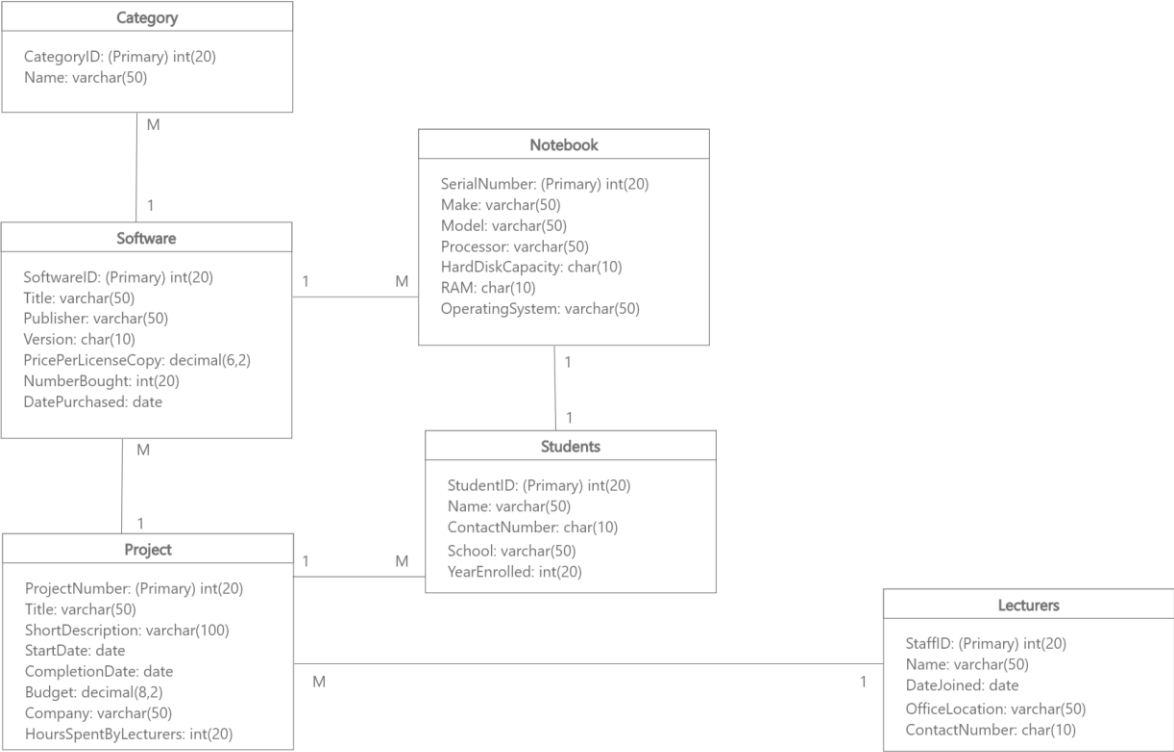 Category
CategoryID: (Primary) int(20)
Name: varchar(50)
M
1
Software
SoftwareID: (Primary) int(20)
Title: varchar(50)
Publisher: varchar(50)
Version: char(10)
PricePerLicenseCopy: decimal(6,2)
NumberBought: int(20)
DatePurchased: date
1
M
Notebook
SerialNumber: (Primary) int(20)
Make: varchar(50)
Model: varchar(50)
Processor: varchar(50)
HardDiskCapacity: char(10)
RAM: char(10)
OperatingSystem: varchar(50)
1
1
Students
StudentID: (Primary) int(20)
Name: varchar(50)
ContactNumber: char(10)
School: varchar(50)
YearEnrolled: int(20)
M
1
Project
ProjectNumber: (Primary) int(20)
Title: varchar(50)
ShortDescription: varchar(100)
StartDate: date
CompletionDate: date
Budget: decimal(8,2)
Company: varchar(50)
HoursSpentByLecturers: int(20)
1
M
M
1
Lecturers
StaffID: (Primary) int(20)
Name: varchar(50)
DateJoined: date
OfficeLocation: varchar(50)
ContactNumber: char(10)